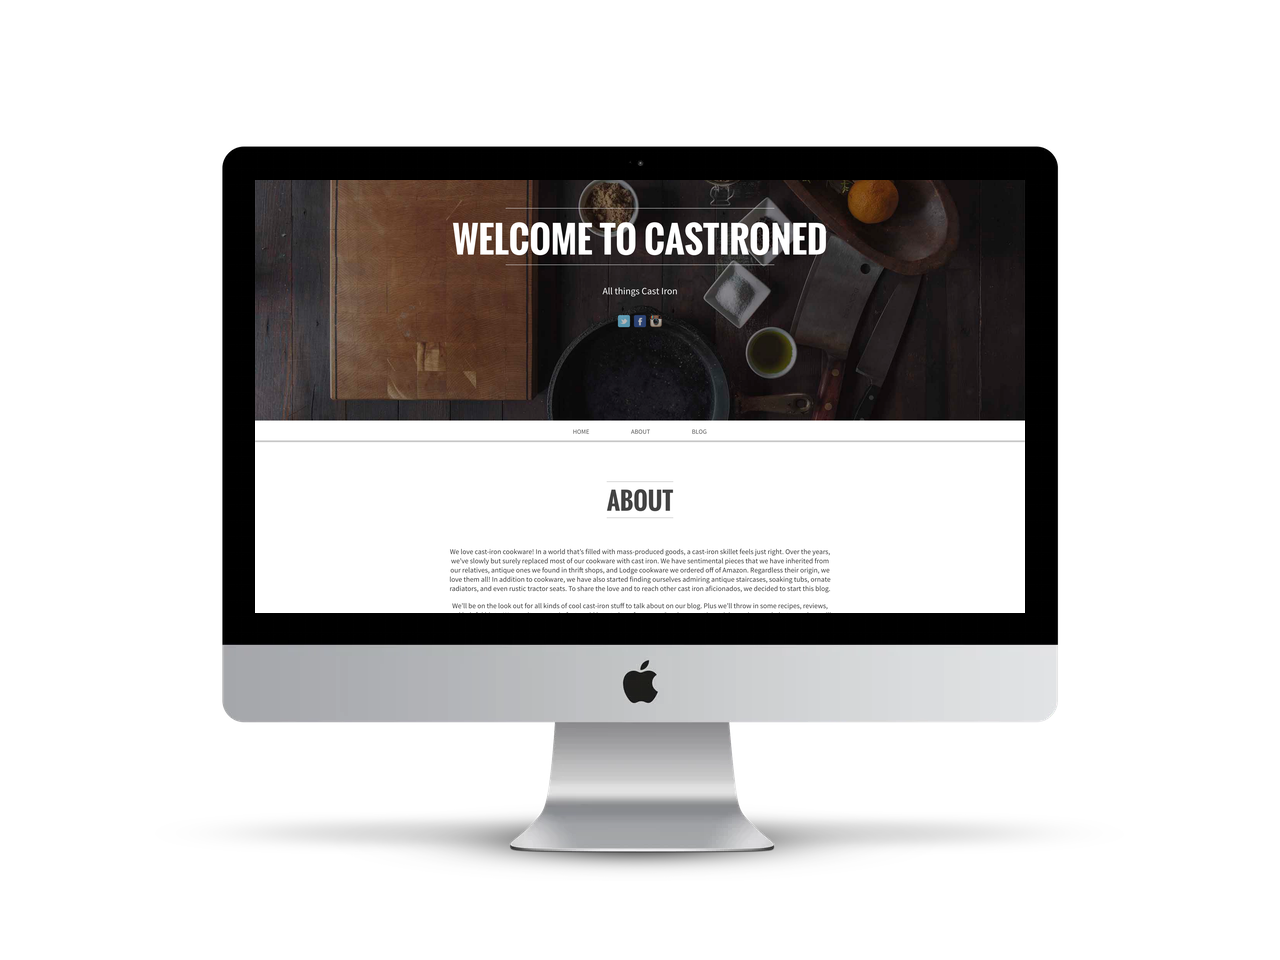 WELCOME TO CASTIRONED
All things Cast Iron
HOME ABOUT BLOG
ABOUT
We love cast-iron cookware! In a world that's filled with mass-produced goods, a cast-iron skillet feels just right. Over the years,
we've slowly but surely replaced most of our cookware with cast iron. We have sentimental pieces that we have inherited from
our relatives, antique ones we found in thrift shops, and Lodge cookware we ordered off of Amazon. Regardless their origin, we
love them all! In addition to cookware, we have also started finding ourselves admiring antique staircases, soaking tubs, ornate
radiators, and even rustic tractor seats. To share the love and to reach other cast iron aficionados, we decided to start this blog.
We'll be on the look out for all kinds of cool cast-iron stuff to talk about on our blog. Plus we'll throw in some recipes, reviews,